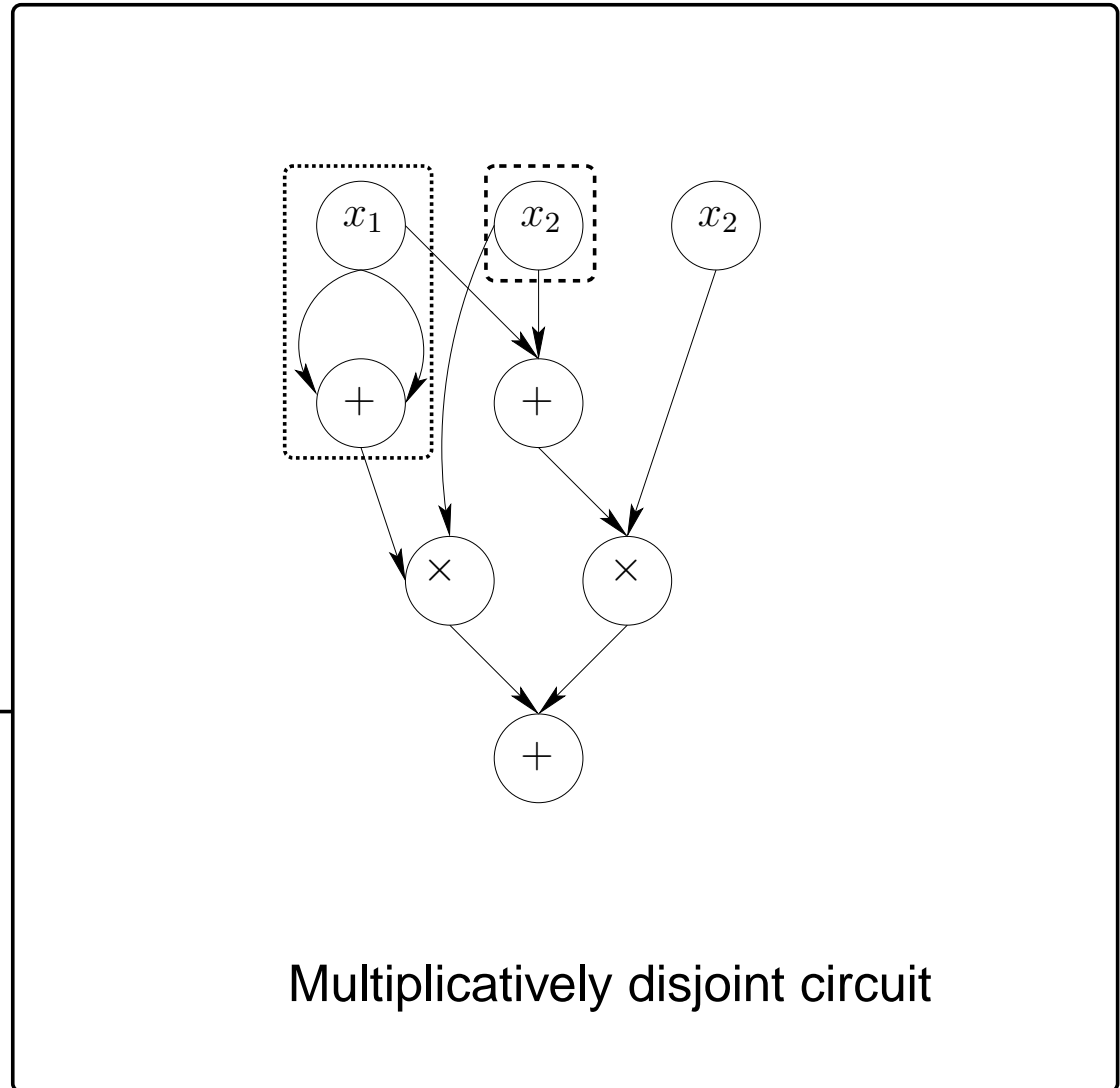 x₁ x₂ x₂
+ +
× ×
+
Multiplicatively disjoint circuit